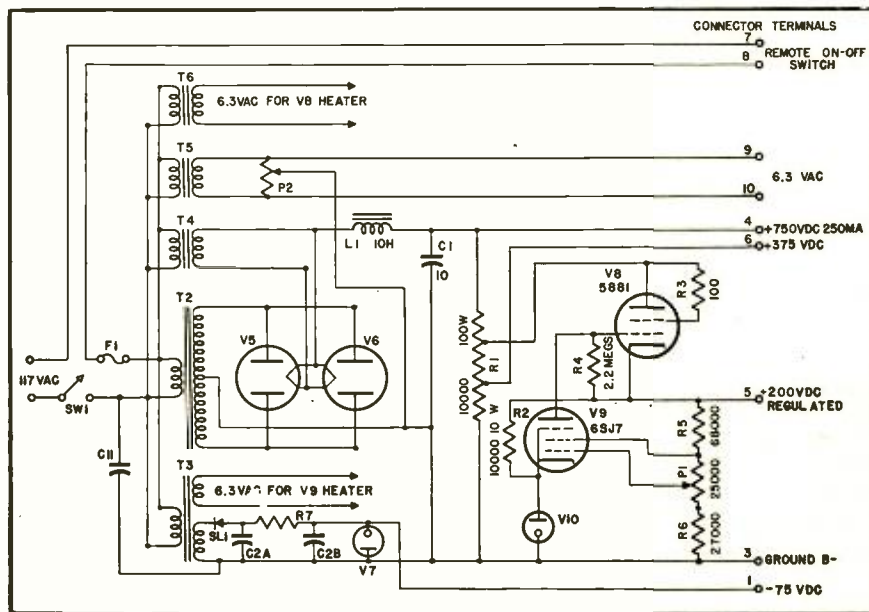 CONNECTOR TERMINALS
7
REMOTE ON-OFF
8
SWITCH
T6
6.3VAC FOR V8 HEATER
T5
9
P2
6.3 VAC
10
T4
4
+750VDC 250MA
L1 10H
C1
6
+375 VDC
10
V8
5881
R3
100
T2
V5
V6
100W
R1
10000
R4
2.2 MEGS
F1
117VAC
SW1
5
+200VDC
REGULATED
R2
10000 10 W
V9
6SJ7
R5
68000
P1
25000
C11
T3
6.3VAC FOR V9 HEATER
R7
SL1
C2A
C2B
V7
V10
R6
27000
3
GROUND B-
1
-75 VDC